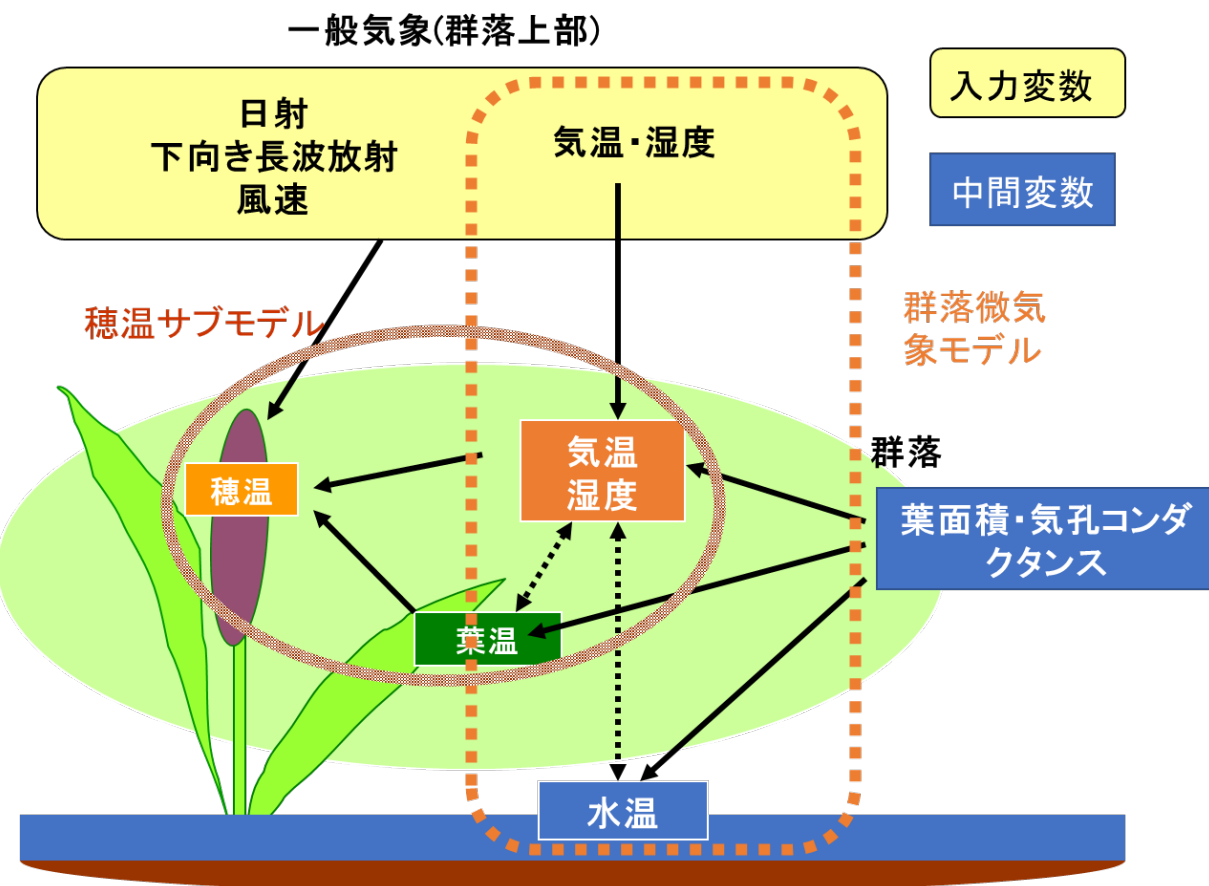 一般気象(群落上部)
日射
下向き長波放射
風速
気温・湿度
入力変数
中間変数
穂温サブモデル
群落微気
象モデル
気温
湿度
穂温
葉温
群落
葉面積・気孔コンダ
クタンス
水温